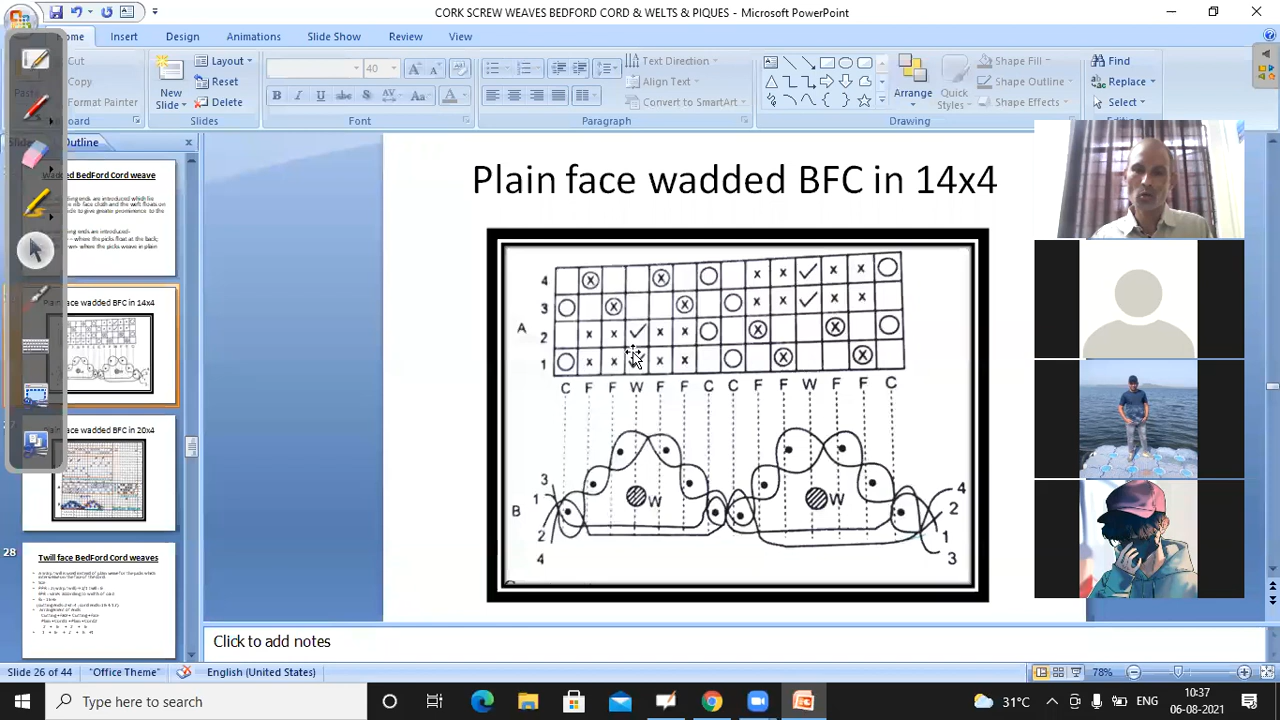 CORK SCREW WEAVES BEDFORD CORD & WELTS & PIQUES - Microsoft PowerPoint
Home Insert Design Animations Slide Show Review View
Cut
Copy
Format Painter
Paste
New Slide
Layout
Reset
Delete
Slides
40
B I U abc AV Aa A
Font
Text Direction
Align Text
Convert to SmartArt
Paragraph
Arrange
Quick Styles
Shape Fill
Shape Outline
Shape Effects
Drawing
Find
Replace
Select
Outline
Wadded BedFord Cord weave
Plain face wadded BFC in 14x4
Plain face wadded BFC in 20x4
28
Twill face BedFord Cord weaves
Plain face wadded BFC in 14x4
4
3
A
2
1
C F F W F F C C F F W F F C
3
1
B
2
4
W
W
4
2
1
3
Click to add notes
Slide 26 of 44 "Office Theme" English (United States) 78%
Type here to search
31°C ENG 10:37
06-08-2021